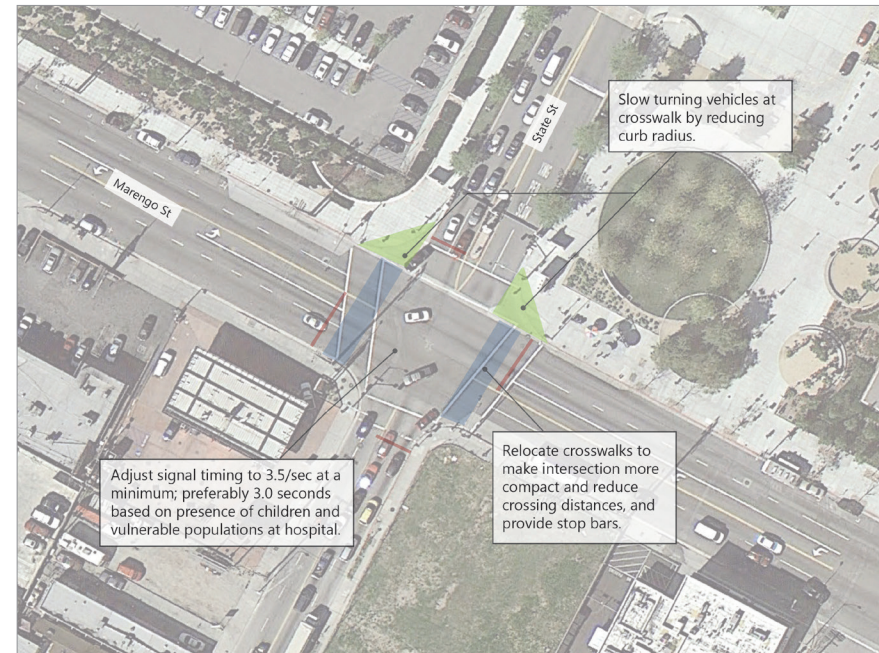 Slow turning vehicles at
crosswalk by reducing
curb radius.
State St
Marengo St
Adjust signal timing to 3.5/sec at a
minimum; preferably 3.0 seconds
based on presence of children and
vulnerable populations at hospital.
Relocate crosswalks to
make intersection more
compact and reduce
crossing distances, and
provide stop bars.